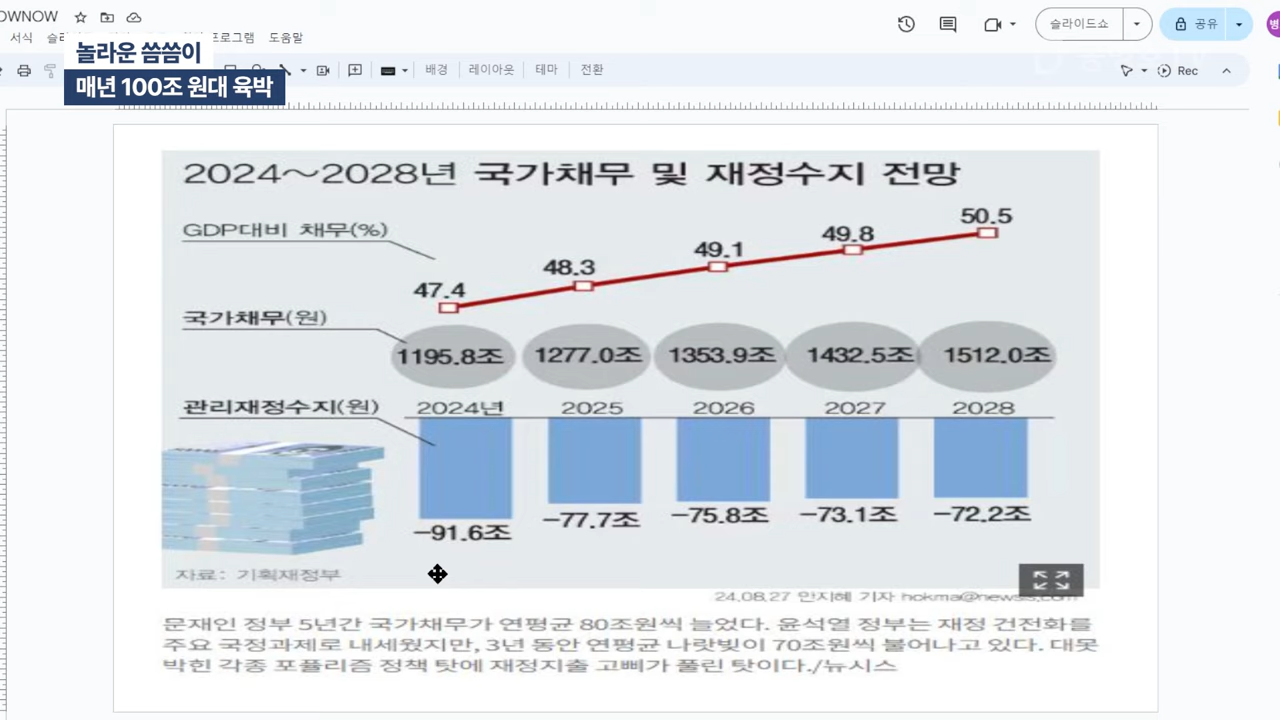 OWNOW
서식
프로그램
도움말
슬라이드쇼
공유
병
놀라운 씀씀이
매년 100조 원대 육박
배경
레이아웃
테마
전환
Rec
2024~2028년 국가채무 및 재정수지 전망
GDP대비 채무(%)
47.4
48.3
49.1
49.8
50.5
국가채무(원)
1195.8조
1277.0조
1353.9조
1432.5조
1512.0조
관리재정수지(원)
2024년
2025
2026
2027
2028
-91.6조
-77.7조
-75.8조
-73.1조
-72.2조
자료: 기획재정부
24.08.27 안지혜 기자 hokma@newsis.com
문재인 정부 5년간 국가채무가 연평균 80조원씩 늘었다. 윤석열 정부는 재정 건전화를
주요 국정과제로 내세웠지만, 3년 동안 연평균 나랏빚이 70조원씩 불어나고 있다. 대못
박힌 각종 포퓰리즘 정책 탓에 재정지출 고삐가 풀린 탓이다./뉴시스